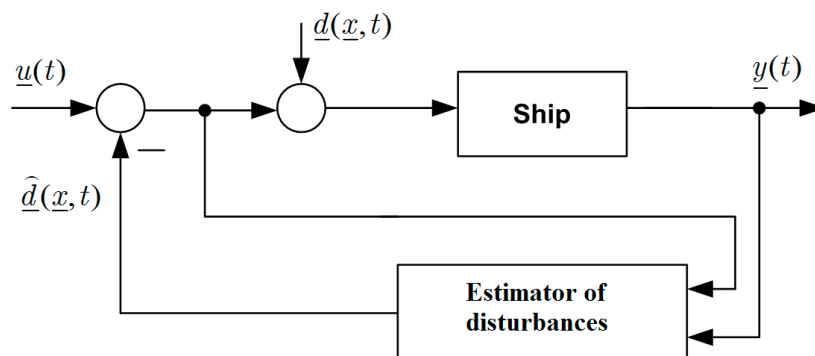 d(x,t)
u(t)
y(t)
Ship
—
d̂(x,t)
Estimator of
disturbances